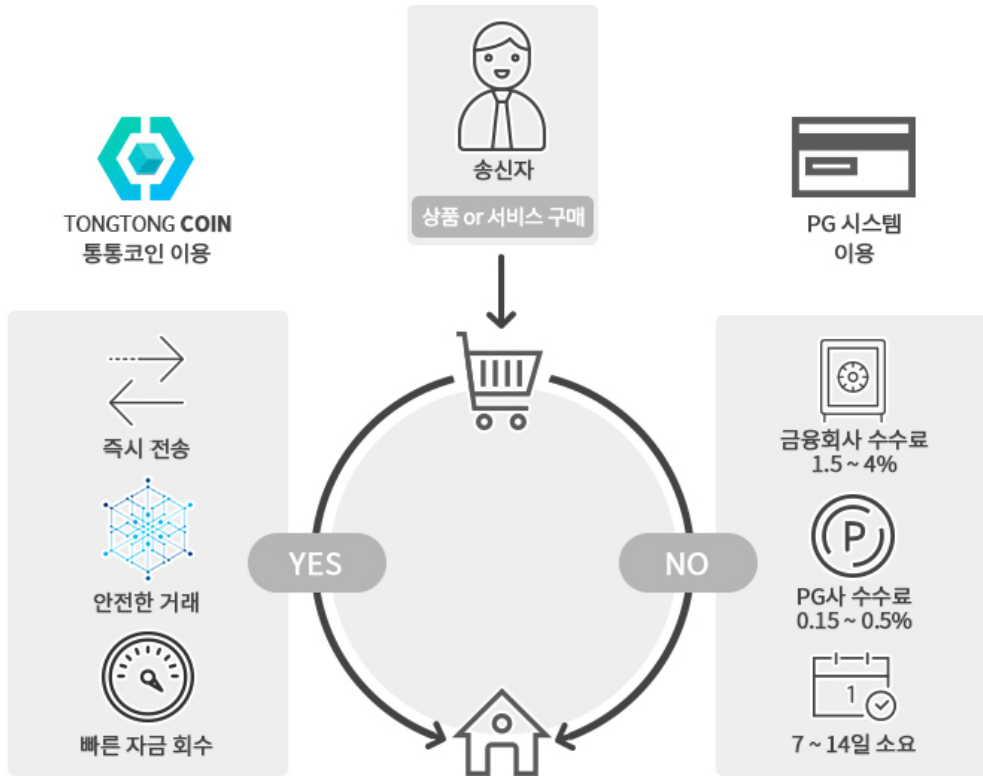 송신자
상품 or 서비스 구매
TONGTONG COIN
통통코인 이용
PG 시스템
이용
즉시 전송
안전한 거래
빠른 자금 회수
YES
NO
금융회사 수수료
1.5 ~ 4%
P
PG사 수수료
0.15 ~ 0.5%
1
7 ~ 14일 소요